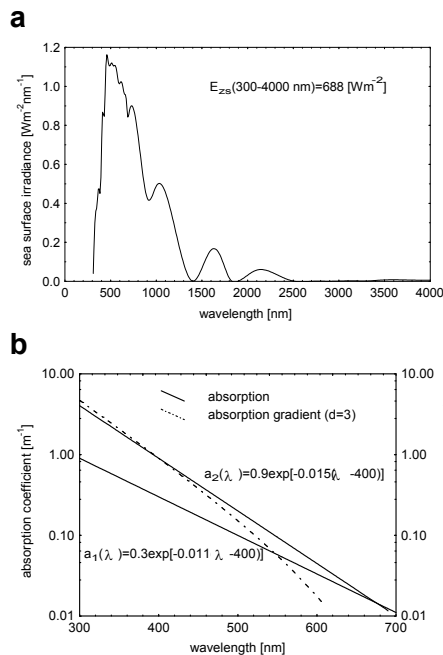 a
1.2
1.0
0.8
0.6
0.4
0.2
0.0
sea surface irradiance [Wm-2nm-1]
Ezs(300-4000 nm)=688 [Wm-2]
0 500 1000 1500 2000 2500 3000 3500 4000
wavelength [nm]
b
10.00
1.00
0.10
0.01
absorption coefficient [m-1]
absorption
absorption gradient (d=3)
a2(λ)=0.9exp[-0.015(λ -400)]
a1(λ)=0.3exp[-0.011 λ -400)]
10.00
1.00
0.10
0.01
300 400 500 600 700
wavelength [nm]